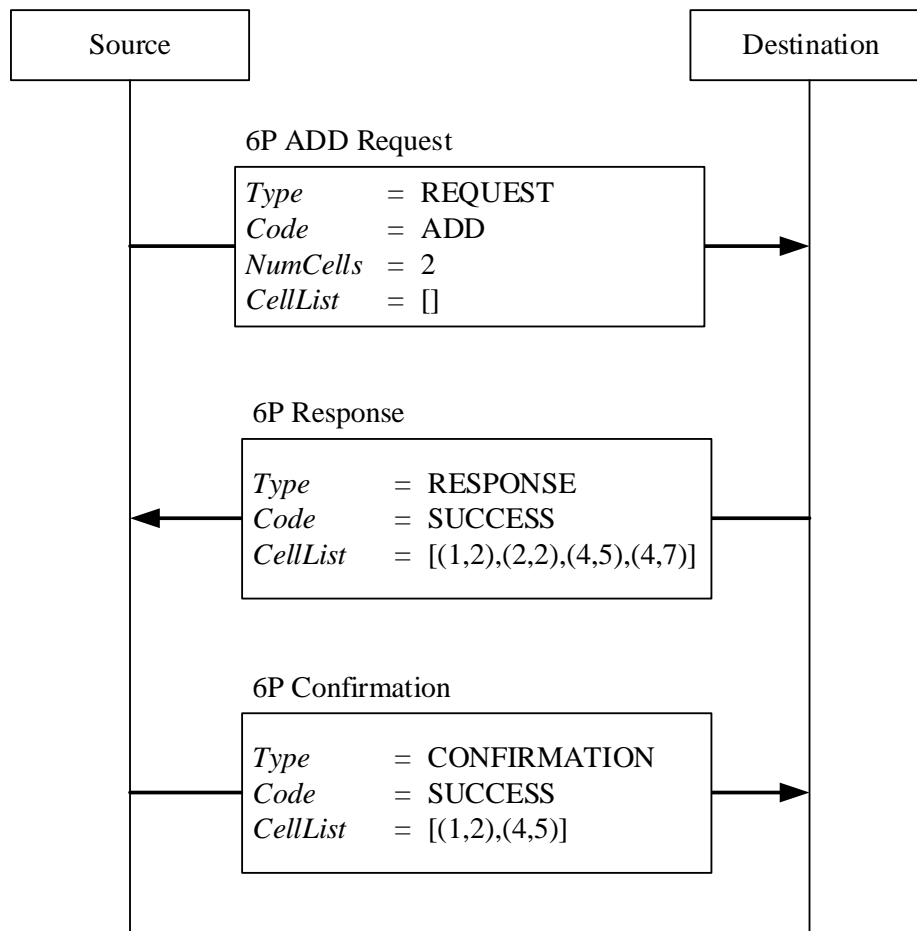 Source
Destination
6P ADD Request
Type = REQUEST
Code = ADD
NumCells = 2
CellList = []
6P Response
Type = RESPONSE
Code = SUCCESS
CellList = [(1,2),(2,2),(4,5),(4,7)]
6P Confirmation
Type = CONFIRMATION
Code = SUCCESS
CellList = [(1,2),(4,5)]